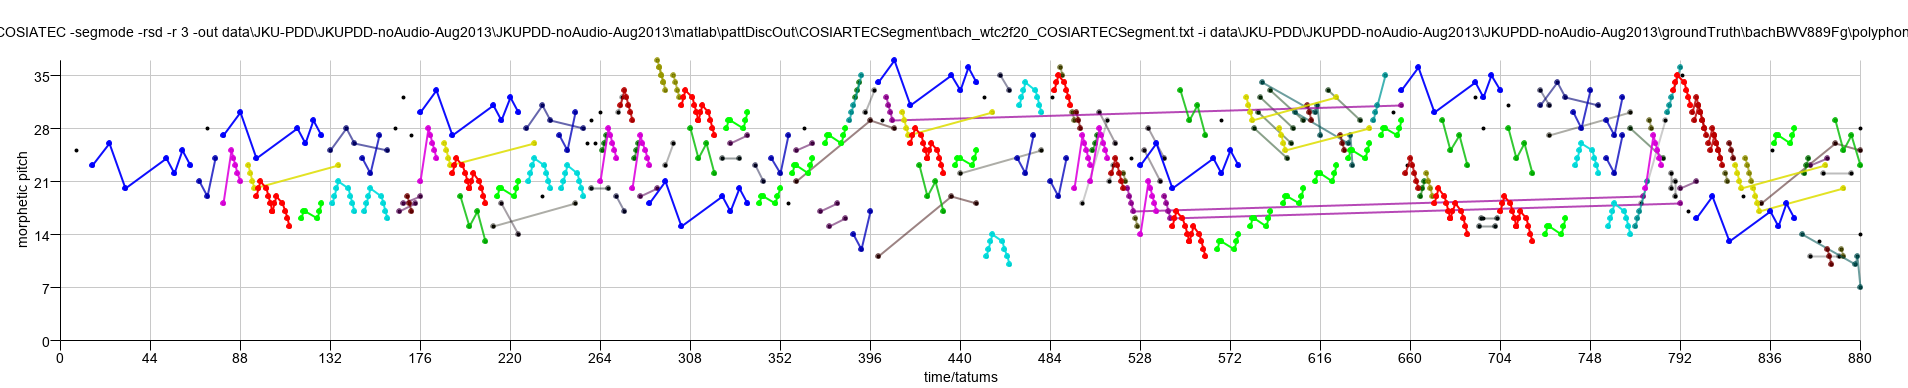 COSIATEC -segmode -rsd -r 3 -out data\JKU-PDD\JKUPDD-noAudio-Aug2013\JKUPDD-noAudio-Aug2013\matlab\pattDiscOut\COSIARTECSegment\bach_wtc2f20_COSIARTECSegment.txt -i data\JKU-PDD\JKUPDD-noAudio-Aug2013\JKUPDD-noAudio-Aug2013\groundTruth\bachBWV889Fg\polyphon
morphetic pitch
35
28
21
14
7
0
0 44 88 132 176 220 264 308 352 396 440 484 528 572 616 660 704 748 792 836 880
time/tatums